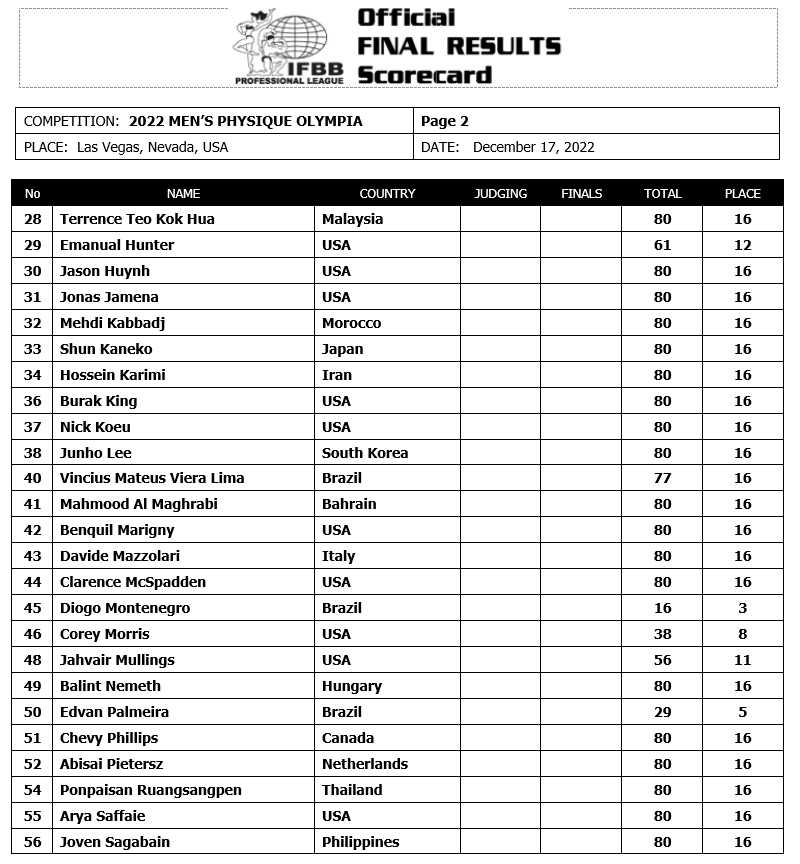 Official
FINAL RESULTS
Scorecard
IFBB
PROFESSIONAL LEAGUE
COMPETITION: 2022 MEN'S PHYSIQUE OLYMPIA Page 2
PLACE: Las Vegas, Nevada, USA DATE: December 17, 2022
No NAME COUNTRY JUDGING FINALS TOTAL PLACE
28 Terrence Teo Kok Hua Malaysia 80 16
29 Emanual Hunter USA 61 12
30 Jason Huynh USA 80 16
31 Jonas Jamena USA 80 16
32 Mehdi Kabbadj Morocco 80 16
33 Shun Kaneko Japan 80 16
34 Hossein Karimi Iran 80 16
36 Burak King USA 80 16
37 Nick Koeu USA 80 16
38 Junho Lee South Korea 80 16
40 Vincius Mateus Viera Lima Brazil 77 16
41 Mahmood Al Maghrabi Bahrain 80 16
42 Benquil Marigny USA 80 16
43 Davide Mazzolari Italy 80 16
44 Clarence McSpadden USA 80 16
45 Diogo Montenegro Brazil 16 3
46 Corey Morris USA 38 8
48 Jahvair Mullings USA 56 11
49 Balint Nemeth Hungary 80 16
50 Edvan Palmeira Brazil 29 5
51 Chevy Phillips Canada 80 16
52 Abisai Pietersz Netherlands 80 16
54 Ponpaisan Ruangsangpen Thailand 80 16
55 Arya Saffaie USA 80 16
56 Joven Sagabain Philippines 80 16